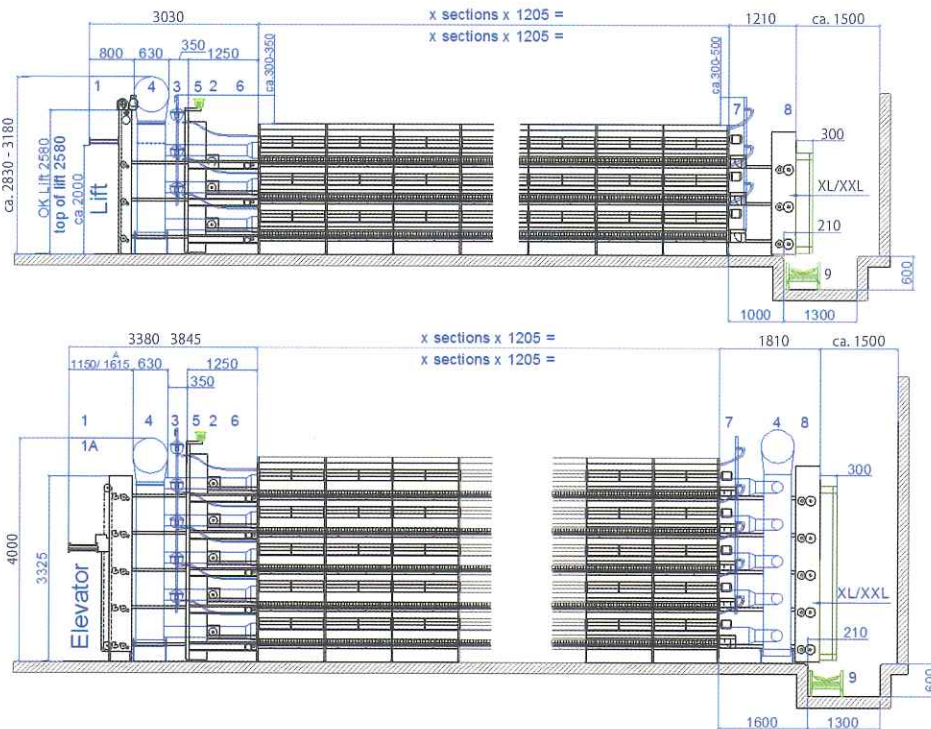 3030
x sections x 1205 =
1210
ca. 1500
350
x sections x 1205 =
800
630
1250
ca 300-350
ca 300-500
1
4
3
5
2
6
7
8
ca. 2830 - 3180
OK Lift 2580
top of lift 2580
ca.2000
Lift
300
XL/XXL
210
9
600
1000
1300
3380
3845
x sections x 1205 =
1810
ca. 1500
A
1150/ 1615
630
1250
x sections x 1205 =
350
1
4
3
5
2
6
7
4
8
1A
300
4000
3325
Elevator
XL/XXL
210
9
600
1600
1300